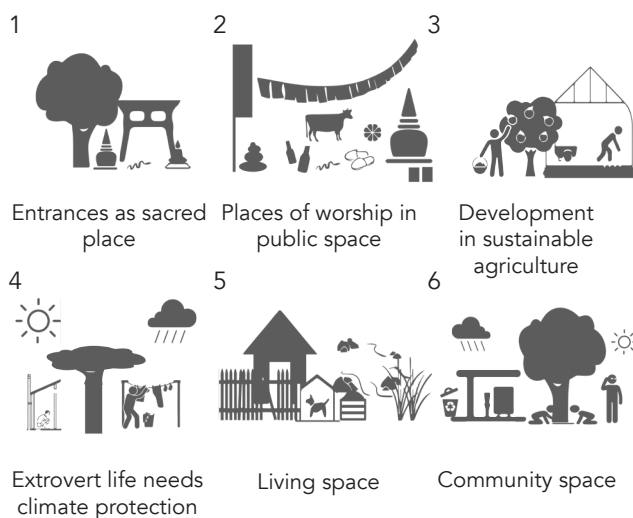 1
Entrances as sacred
place
2
Places of worship in
public space
3
Development
in sustainable
agriculture
4
Extrovert life needs
climate protection
5
Living space
6
Community space